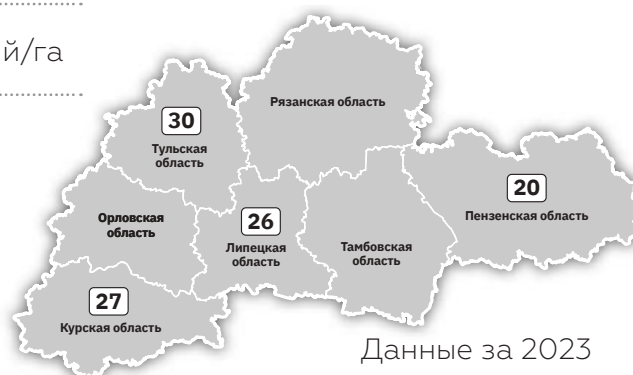 й/га
Рязанская область
30
Тульская
область
20
Пензенская область
Орловская
область
26
Липецкая
область
Тамбовская
область
27
Курская область
Данные за 2023